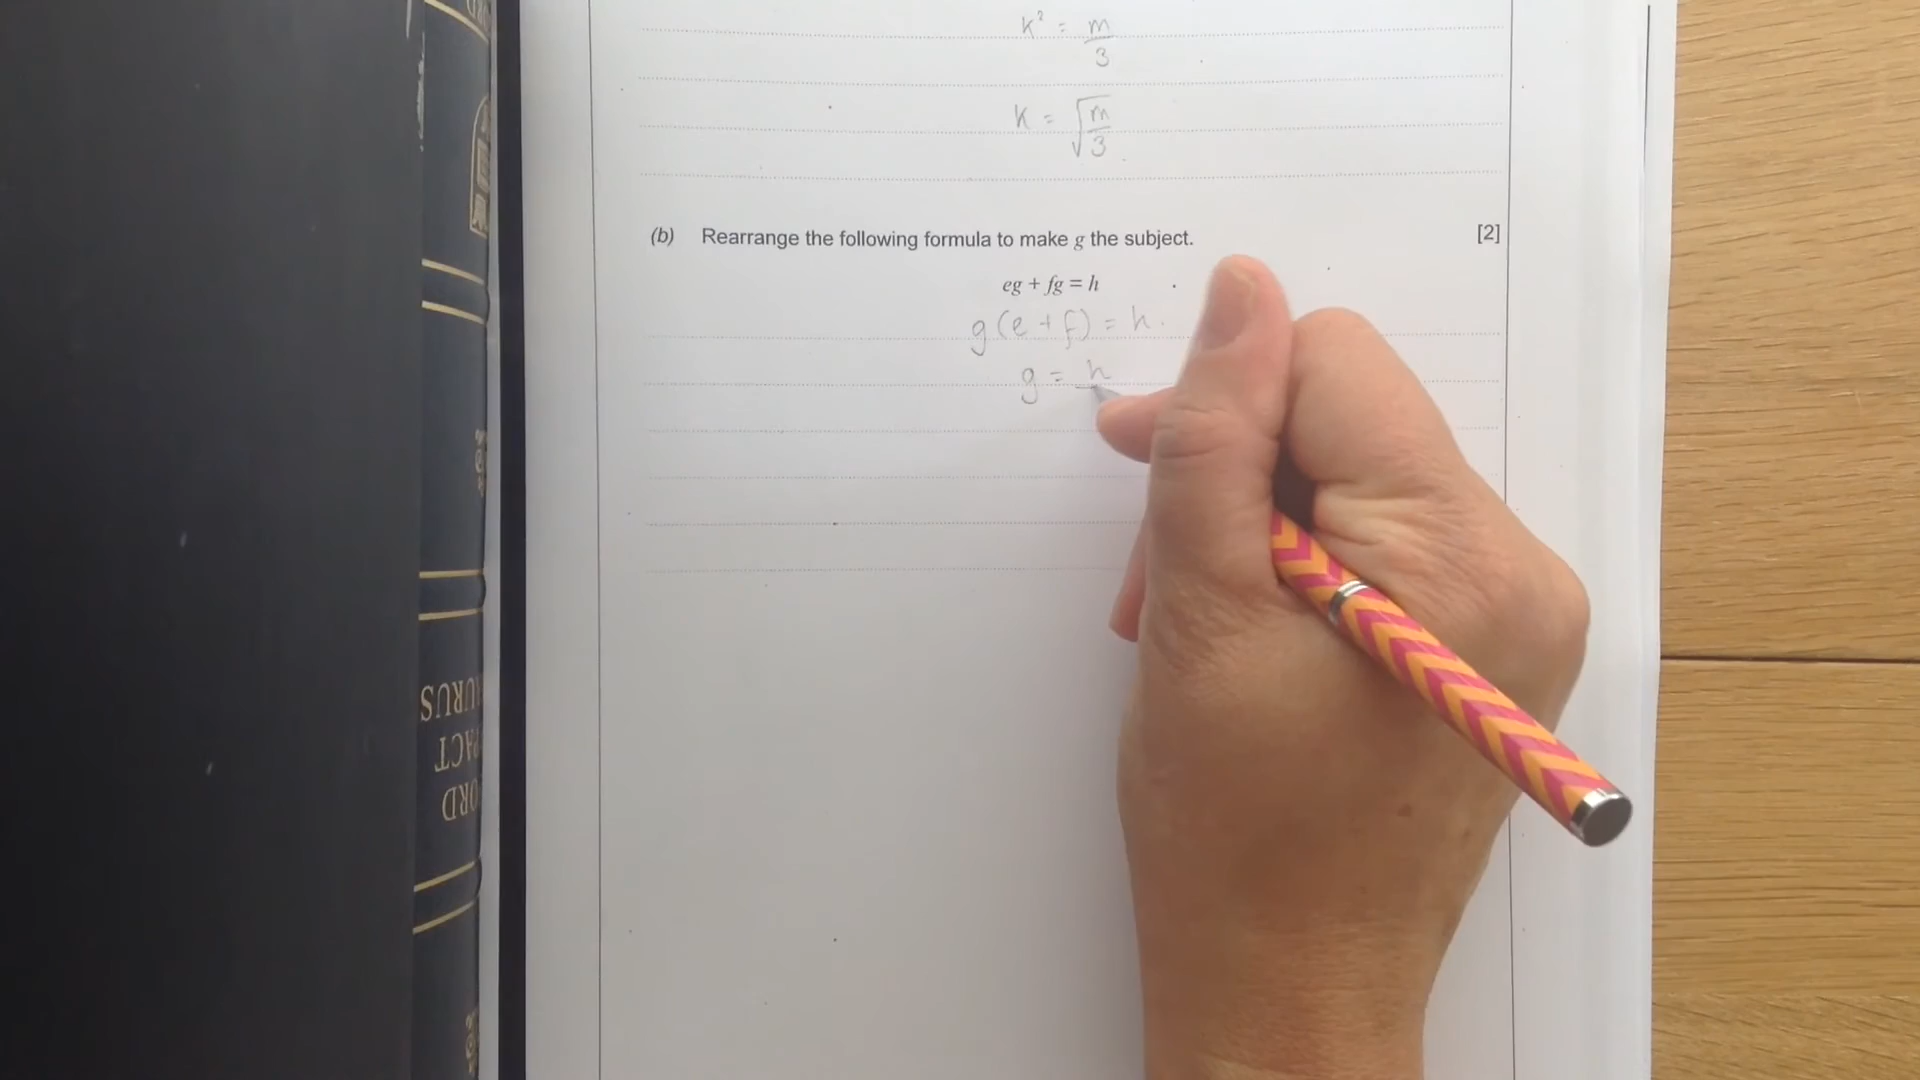 k² = m/3
k = √(m/3)
(b) Rearrange the following formula to make g the subject. [2]
eg + fg = h
g (e + f) = h.
g = h